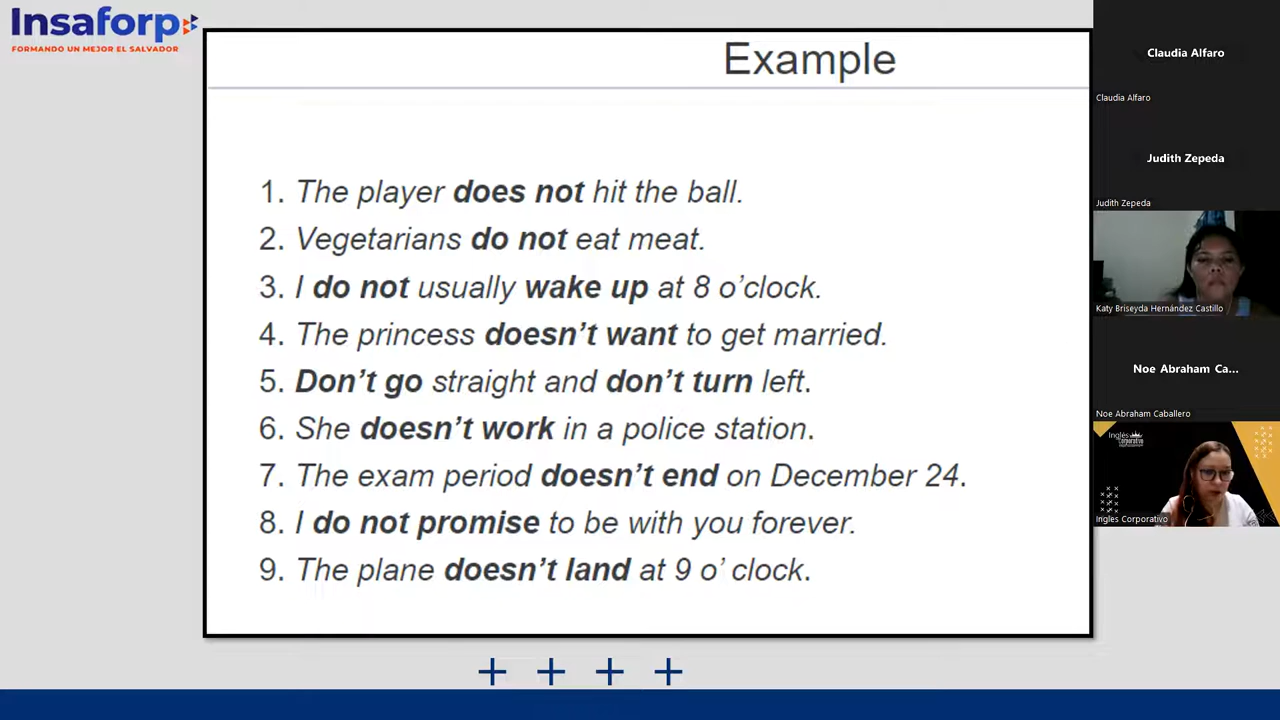 Insaforp
FORMANDO UN MEJOR EL SALVADOR
Example
1. The player does not hit the ball.
2. Vegetarians do not eat meat.
3. I do not usually wake up at 8 o’clock.
4. The princess doesn’t want to get married.
5. Don’t go straight and don’t turn left.
6. She doesn’t work in a police station.
7. The exam period doesn’t end on December 24.
8. I do not promise to be with you forever.
9. The plane doesn’t land at 9 o’ clock.
Claudia Alfaro
Claudia Alfaro
Judith Zepeda
Judith Zepeda
Katy Briseyda Hernández Castillo
Noe Abraham Ca...
Noe Abraham Caballero
Inglés
Corporativo
Ingles Corporativo